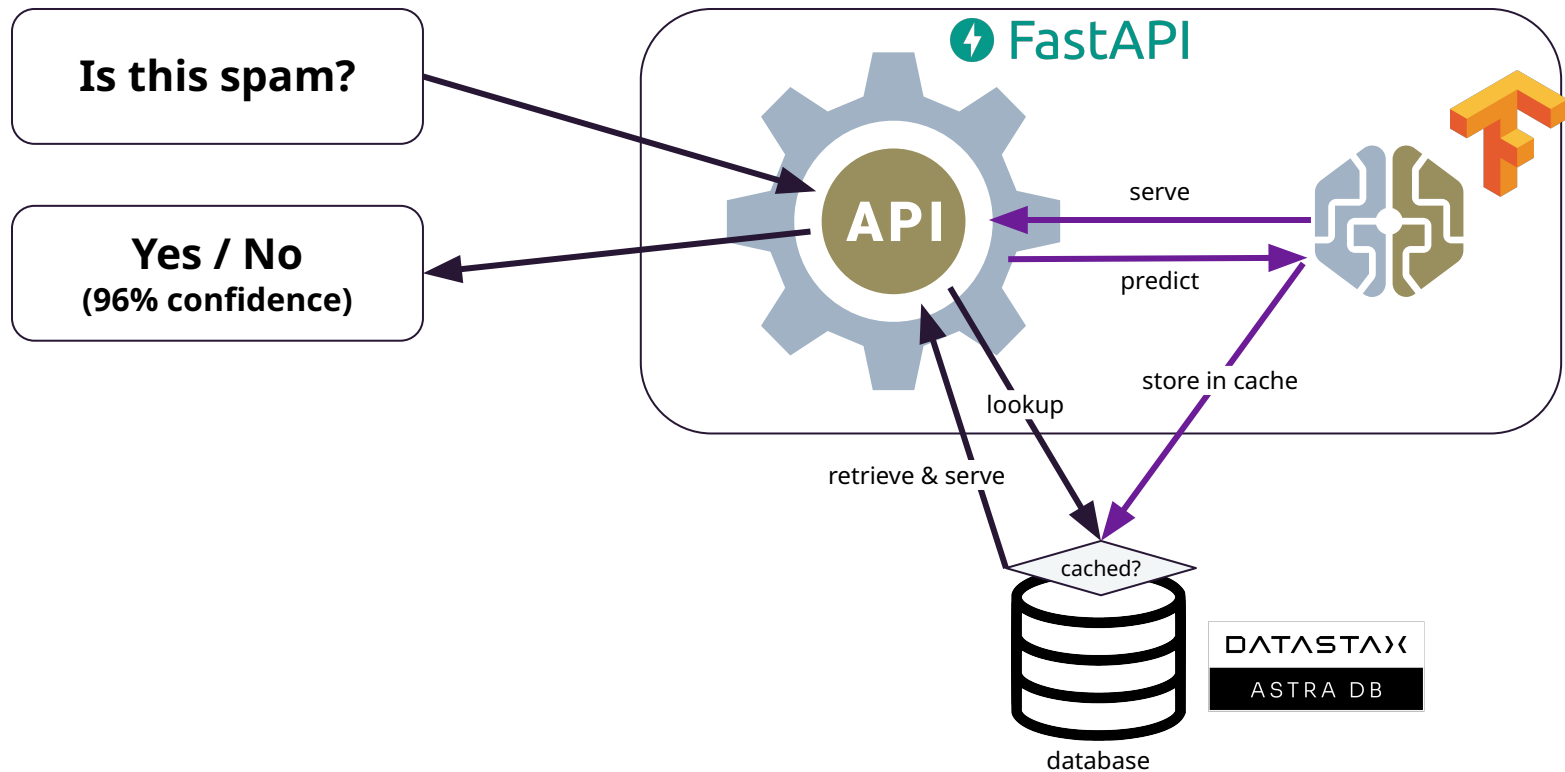 Is this spam?
Yes / No
(96% confidence)
FastAPI
API
serve
predict
store in cache
lookup
retrieve & serve
cached?
DATASTAX
ASTRA DB
database